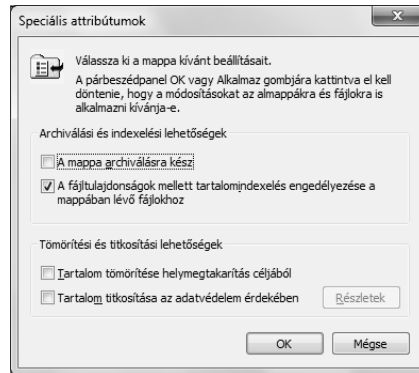 Speciális attribútumok
Válassza ki a mappa kívánt beállításait.
A párbeszédpanel OK vagy Alkalmaz gombjára kattintva el kell
döntenie, hogy a módosításokat az almappákra és fájlokra is
alkalmazni kívánja-e.
Archiválási és indexelési lehetőségek
A mappa archiválásra kész
A fájltulajdonságok mellett tartalomindexelés engedélyezése a
mappában lévő fájlokhoz
Tömörítési és titkosítási lehetőségek
Tartalom tömörítése helymegtakarítás céljából
Tartalom titkosítása az adatvédelem érdekében
Részletek
OK
Mégse